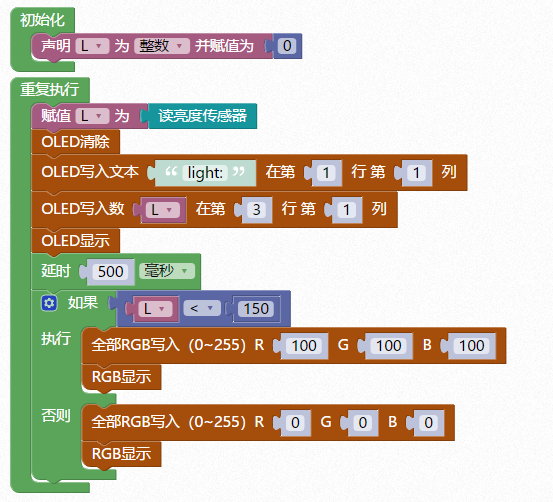 初始化
声明 L 为 整数 并赋值为 0
重复执行
赋值 L 为 读亮度传感器
OLED清除
OLED写入文本 “ light: ” 在第 1 行 第 1 列
OLED写入数 L 在第 3 行 第 1 列
OLED显示
延时 500 毫秒
如果 L < 150
执行 全部RGB写入（0~255）R 100 G 100 B 100
RGB显示
否则 全部RGB写入（0~255）R 0 G 0 B 0
RGB显示